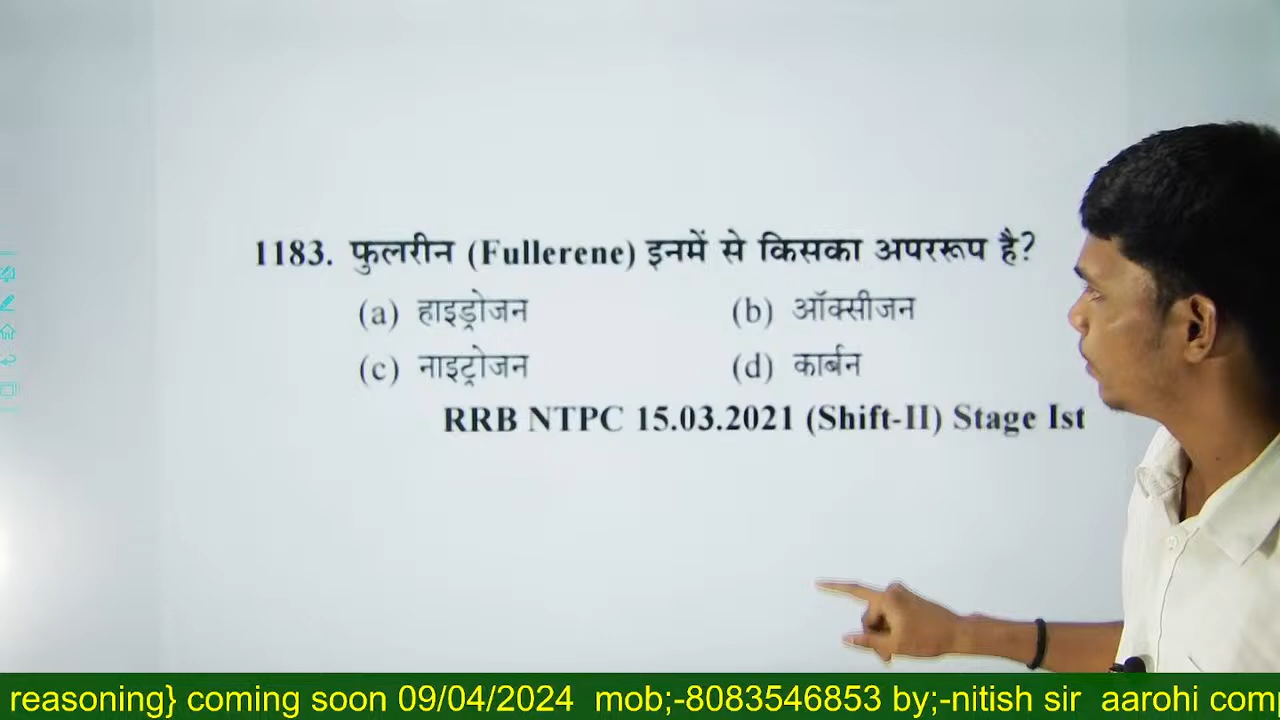 1183. फुलरीन (Fullerene) इनमें से किसका अपररूप है?
(a) हाइड्रोजन (b) ऑक्सीजन
(c) नाइट्रोजन (d) कार्बन
RRB NTPC 15.03.2021 (Shift-II) Stage Ist
reasoning} coming soon 09/04/2024 mob;-8083546853 by;-nitish sir aarohi comp